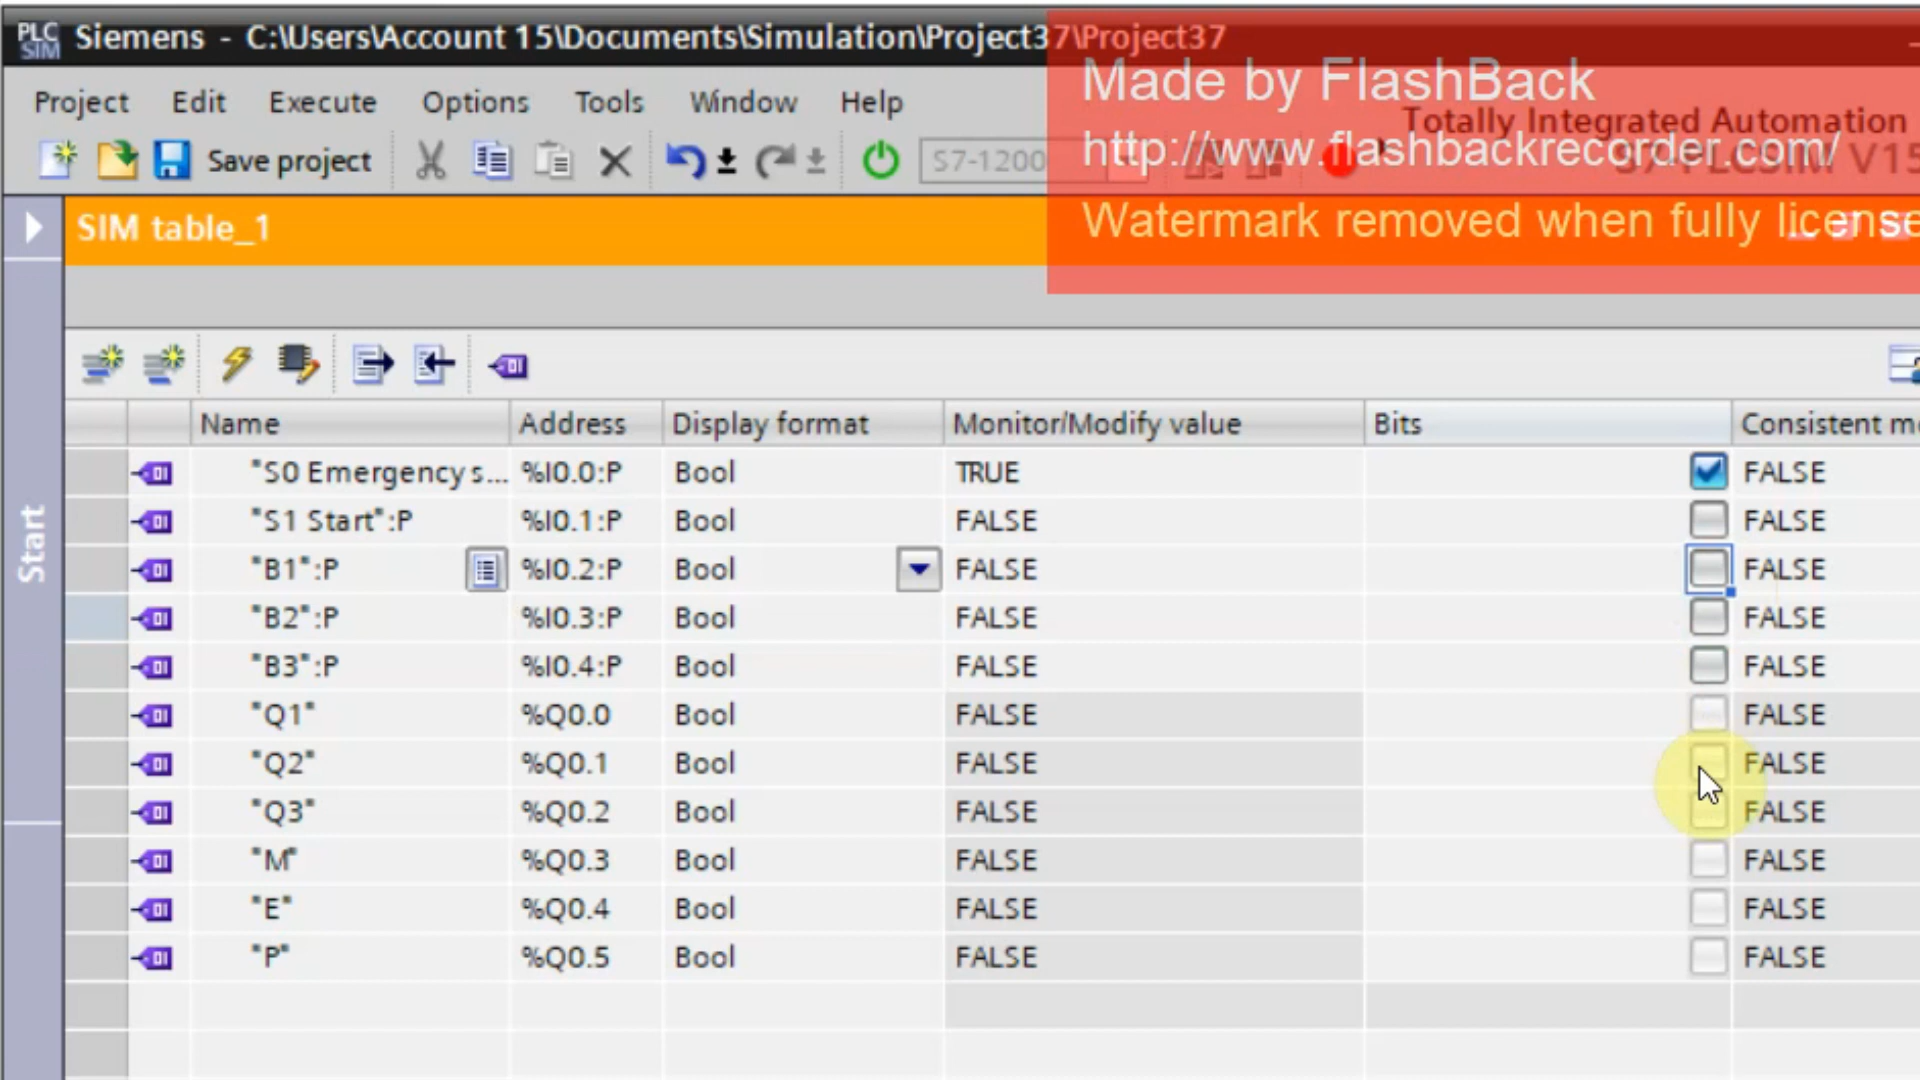 PLC SIM Siemens - C:\Users\Account 15\Documents\Simulation\Project37\Project37
Made by FlashBack
Project Edit Execute Options Tools Window Help
Totally Integrated Automation
Save project S7-1200
http://www.flashbackrecorder.com/
S7-PLCSIM V15
SIM table_1
Watermark removed when fully license
Start
Name Address Display format Monitor/Modify value Bits Consistent mo
"S0 Emergency s... %I0.0:P Bool TRUE FALSE
"S1 Start":P %I0.1:P Bool FALSE FALSE
"B1":P %I0.2:P Bool FALSE FALSE
"B2":P %I0.3:P Bool FALSE FALSE
"B3":P %I0.4:P Bool FALSE FALSE
"Q1" %Q0.0 Bool FALSE FALSE
"Q2" %Q0.1 Bool FALSE FALSE
"Q3" %Q0.2 Bool FALSE FALSE
"M" %Q0.3 Bool FALSE FALSE
"E" %Q0.4 Bool FALSE FALSE
"P" %Q0.5 Bool FALSE FALSE